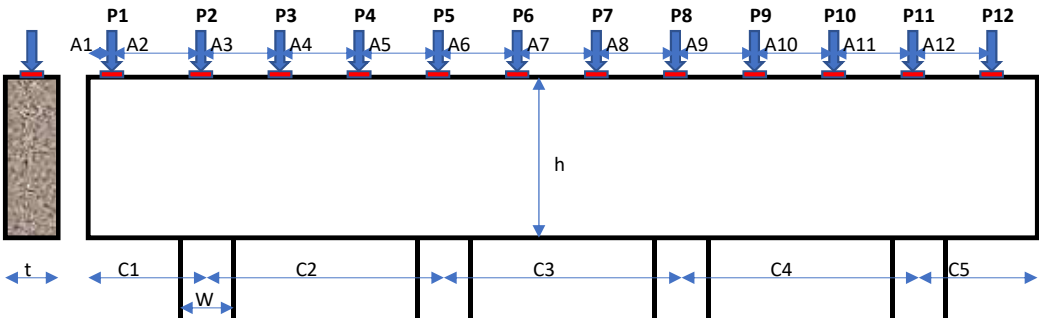 P1 P2 P3 P4 P5 P6 P7 P8 P9 P10 P11 P12
A1 A2 A3 A4 A5 A6 A7 A8 A9 A10 A11 A12
h
t C1 C2 C3 C4 C5
W